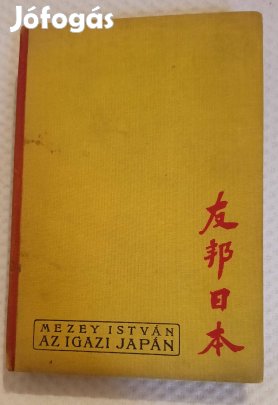 Jófogás
友邦日本
MEZEY ISTVÁN
AZ IGAZI JAPÁN